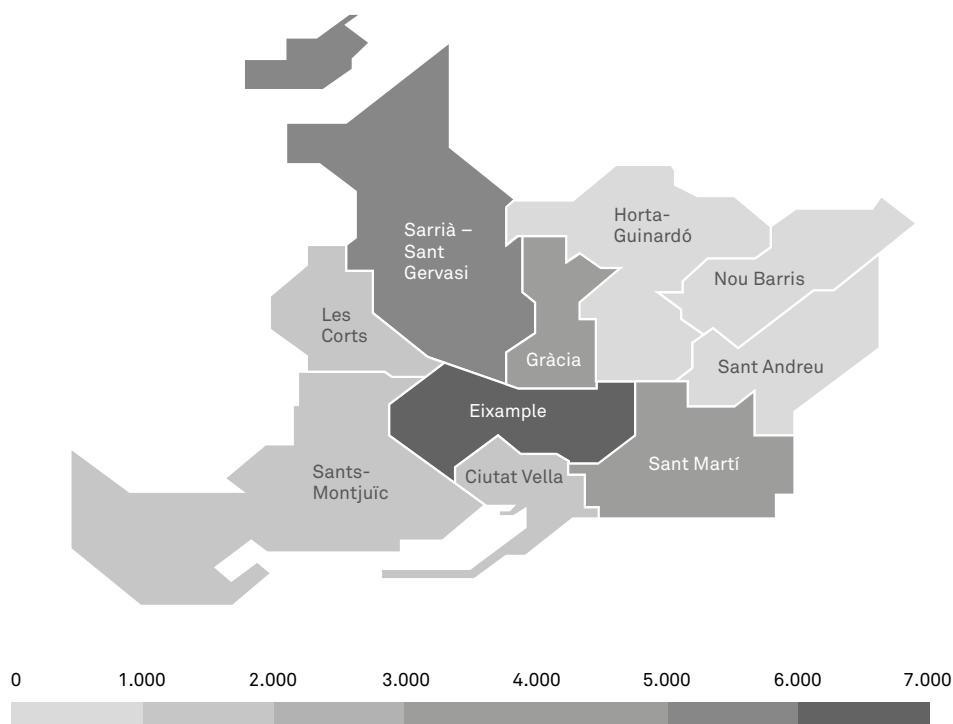 Horta-
Guinardó
Sarrià –
Sant
Gervasi
Nou Barris
Les
Corts
Gràcia
Sant Andreu
Eixample
Sant Martí
Sants-
Montjuïc
Ciutat Vella
0 1.000 2.000 3.000 4.000 5.000 6.000 7.000